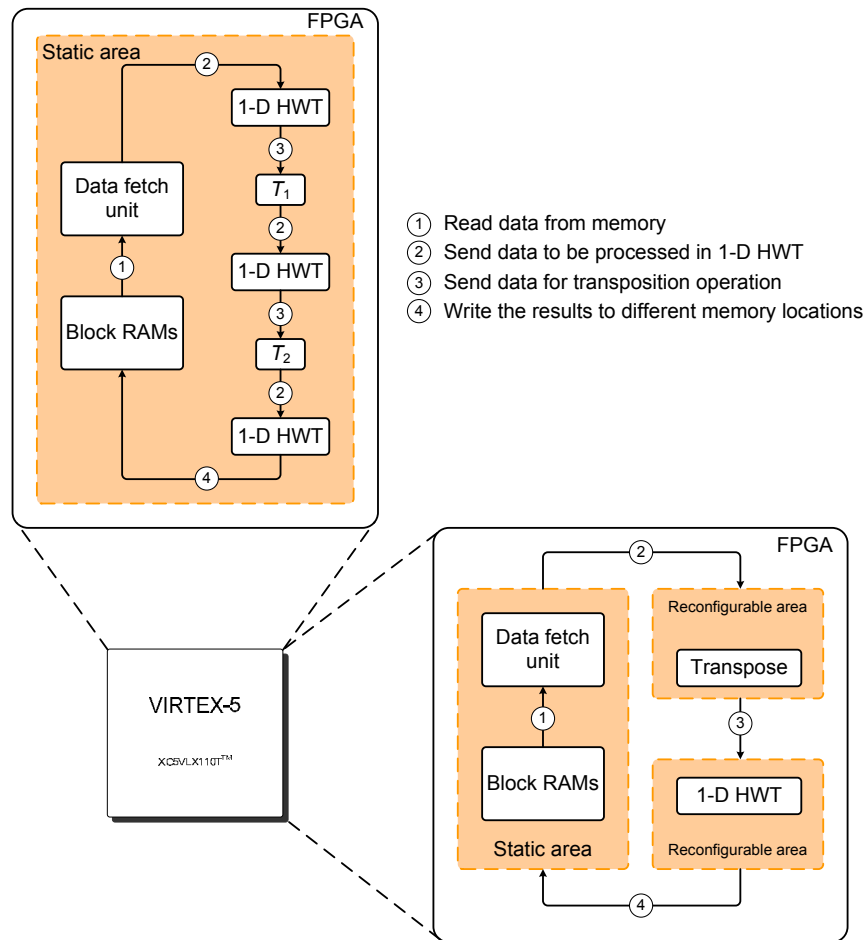 FPGA
Static area
2
1-D HWT
3
T1
2
1-D HWT
3
T2
2
1-D HWT
4
Data fetch
unit
1
Block RAMs
1 Read data from memory
2 Send data to be processed in 1-D HWT
3 Send data for transposition operation
4 Write the results to different memory locations
VIRTEX-5
XC5VLX110T™
FPGA
2
Data fetch
unit
1
Block RAMs
Static area
Reconfigurable area
Transpose
3
1-D HWT
Reconfigurable area
4